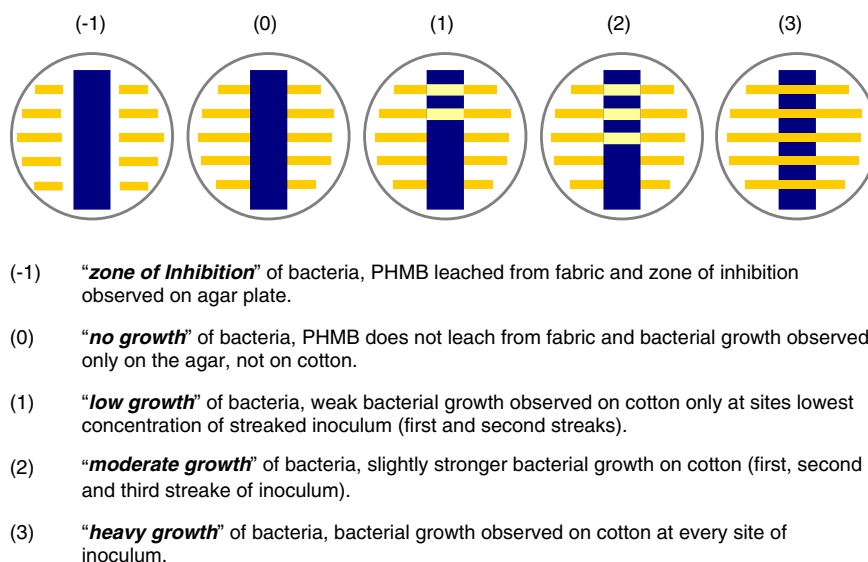 (-1) (0) (1) (2) (3)
(-1) "zone of Inhibition" of bacteria, PHMB leached from fabric and zone of inhibition
observed on agar plate.
(0) "no growth" of bacteria, PHMB does not leach from fabric and bacterial growth observed
only on the agar, not on cotton.
(1) "low growth" of bacteria, weak bacterial growth observed on cotton only at sites lowest
concentration of streaked inoculum (first and second streaks).
(2) "moderate growth" of bacteria, slightly stronger bacterial growth on cotton (first, second
and third streake of inoculum).
(3) "heavy growth" of bacteria, bacterial growth observed on cotton at every site of
inoculum.